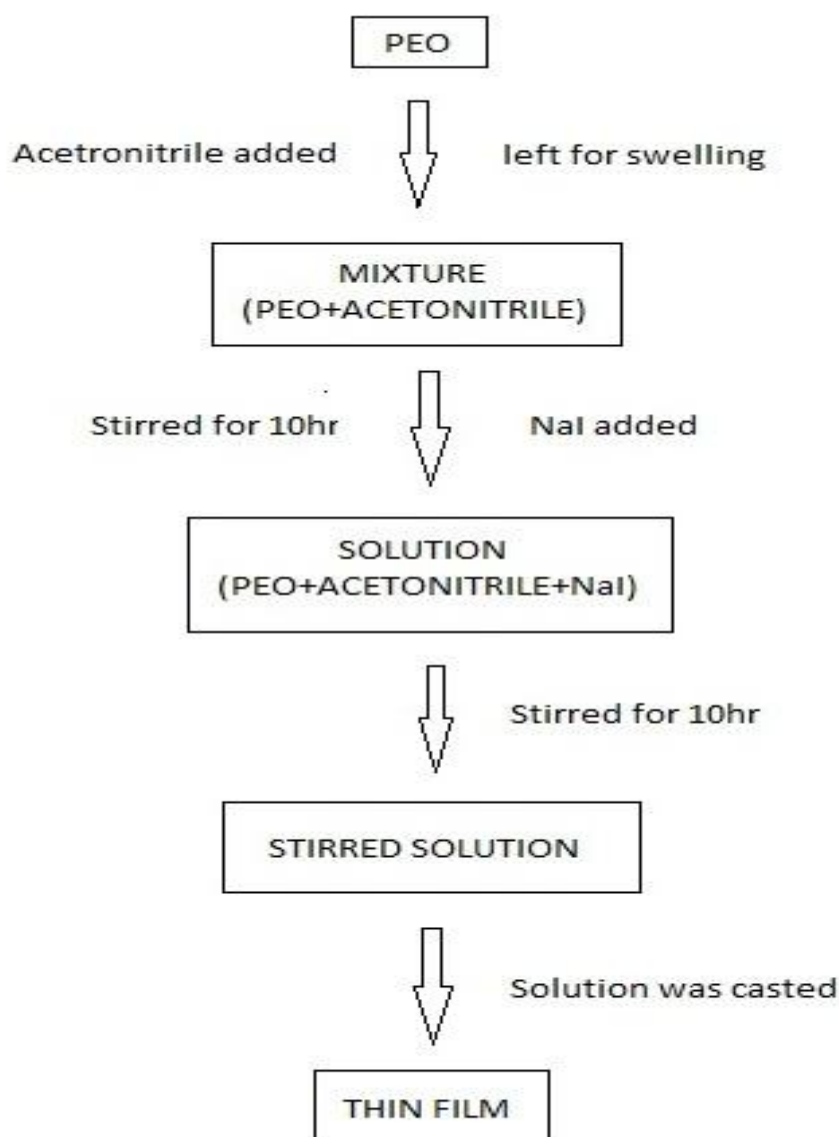 PEO
Acetronitrile added left for swelling
MIXTURE
(PEO+ACETONITRILE)
Stirred for 10hr NaI added
SOLUTION
(PEO+ACETONITRILE+NaI)
Stirred for 10hr
STIRRED SOLUTION
Solution was casted
THIN FILM